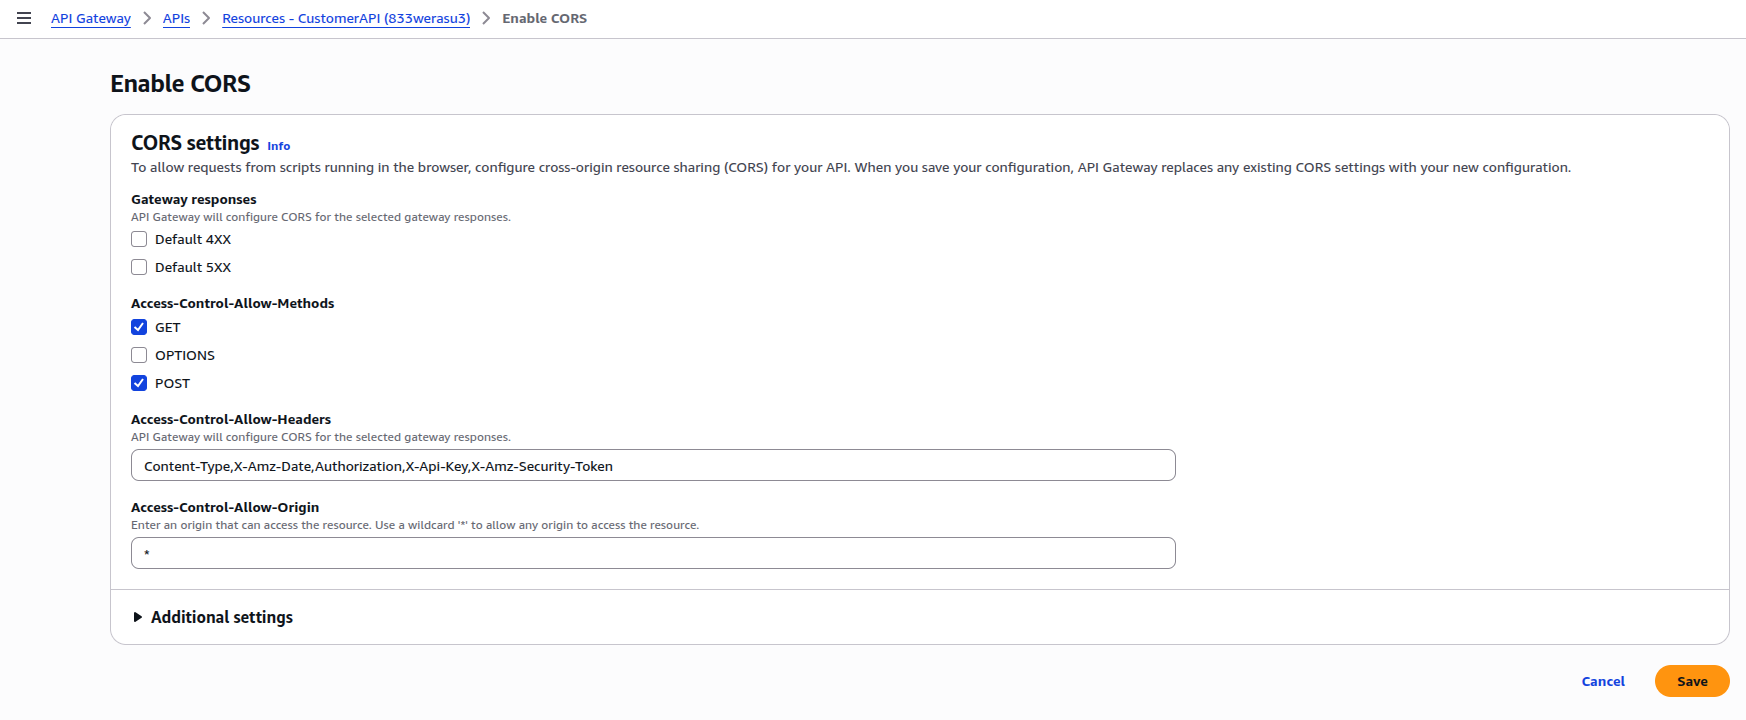 API Gateway > APIs > Resources - CustomerAPI (833werasu3) > Enable CORS
Enable CORS
CORS settings Info
To allow requests from scripts running in the browser, configure cross-origin resource sharing (CORS) for your API. When you save your configuration, API Gateway replaces any existing CORS settings with your new configuration.
Gateway responses
API Gateway will configure CORS for the selected gateway responses.
Default 4XX
Default 5XX
Access-Control-Allow-Methods
GET
OPTIONS
POST
Access-Control-Allow-Headers
API Gateway will configure CORS for the selected gateway responses.
Content-Type,X-Amz-Date,Authorization,X-Api-Key,X-Amz-Security-Token
Access-Control-Allow-Origin
Enter an origin that can access the resource. Use a wildcard '*' to allow any origin to access the resource.
*
Additional settings
Cancel Save